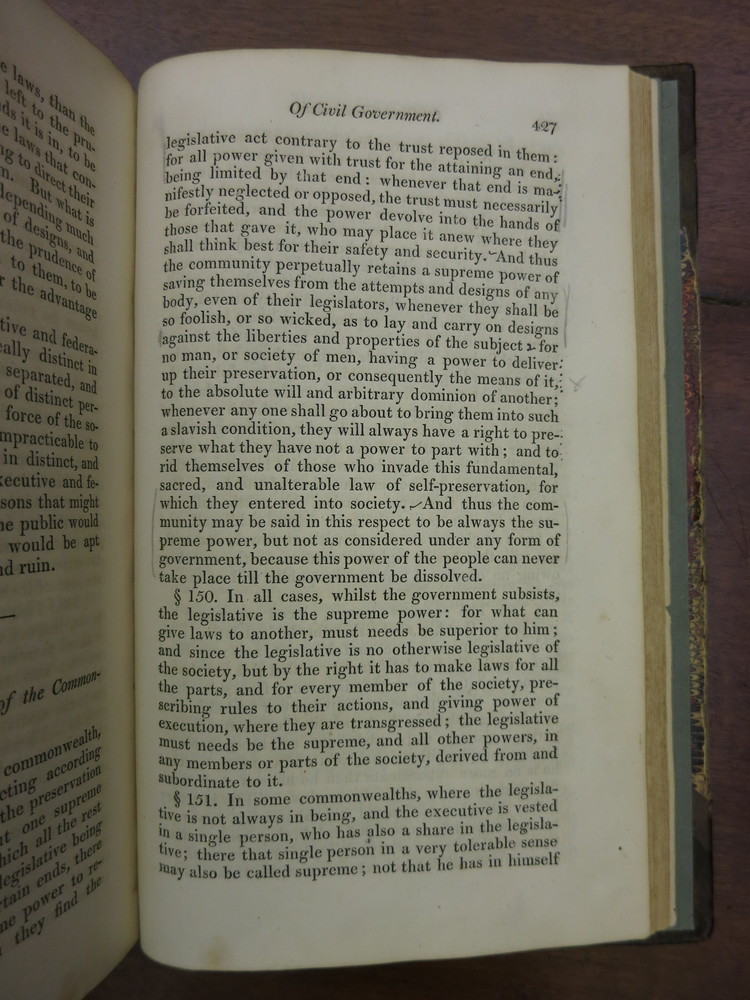 e laws, than the
left to the pru-
ds it is in, to be
e laws that con-
ng to direct their
n. But what is
depending much
of designs, and
the prudence of
to them, to be
r the advantage
tive and federa-
ally distinct in
separated, and
of distinct per-
force of the so-
mpracticable to
in distinct, and
xecutive and fe-
sons that might
he public would
would be apt
nd ruin.
of the Common-
commonwealth,
cting according
the preservation
t one supreme
hich all the rest
legislative being
rtain ends, there
ne power to re-
they find the
Of Civil Government.
427
legislative act contrary to the trust reposed in them:
for all power given with trust for the attaining an end,
being limited by that end: whenever that end is ma-
nifestly neglected or opposed, the trust must necessarily
be forfeited, and the power devolve into the hands of
those that gave it, who may place it anew where they
shall think best for their safety and security. And thus
the community perpetually retains a supreme power of
saving themselves from the attempts and designs of any
body, even of their legislators, whenever they shall be
so foolish, or so wicked, as to lay and carry on designs
against the liberties and properties of the subject: for
no man, or society of men, having a power to deliver
up their preservation, or consequently the means of it,
to the absolute will and arbitrary dominion of another;
whenever any one shall go about to bring them into such
a slavish condition, they will always have a right to pre-
serve what they have not a power to part with; and to
rid themselves of those who invade this fundamental,
sacred, and unalterable law of self-preservation, for
which they entered into society. And thus the com-
munity may be said in this respect to be always the su-
preme power, but not as considered under any form of
government, because this power of the people can never
take place till the government be dissolved.
§ 150. In all cases, whilst the government subsists,
the legislative is the supreme power: for what can
give laws to another, must needs be superior to him;
and since the legislative is no otherwise legislative of
the society, but by the right it has to make laws for all
the parts, and for every member of the society, pre-
scribing rules to their actions, and giving power of
execution, where they are transgressed; the legislative
must needs be the supreme, and all other powers, in
any members or parts of the society, derived from and
subordinate to it.
§ 151. In some commonwealths, where the legisla-
tive is not always in being, and the executive is vested
in a single person, who has also a share in the legisla-
tive; there that single person in a very tolerable sense
may also be called supreme; not that he has in himself